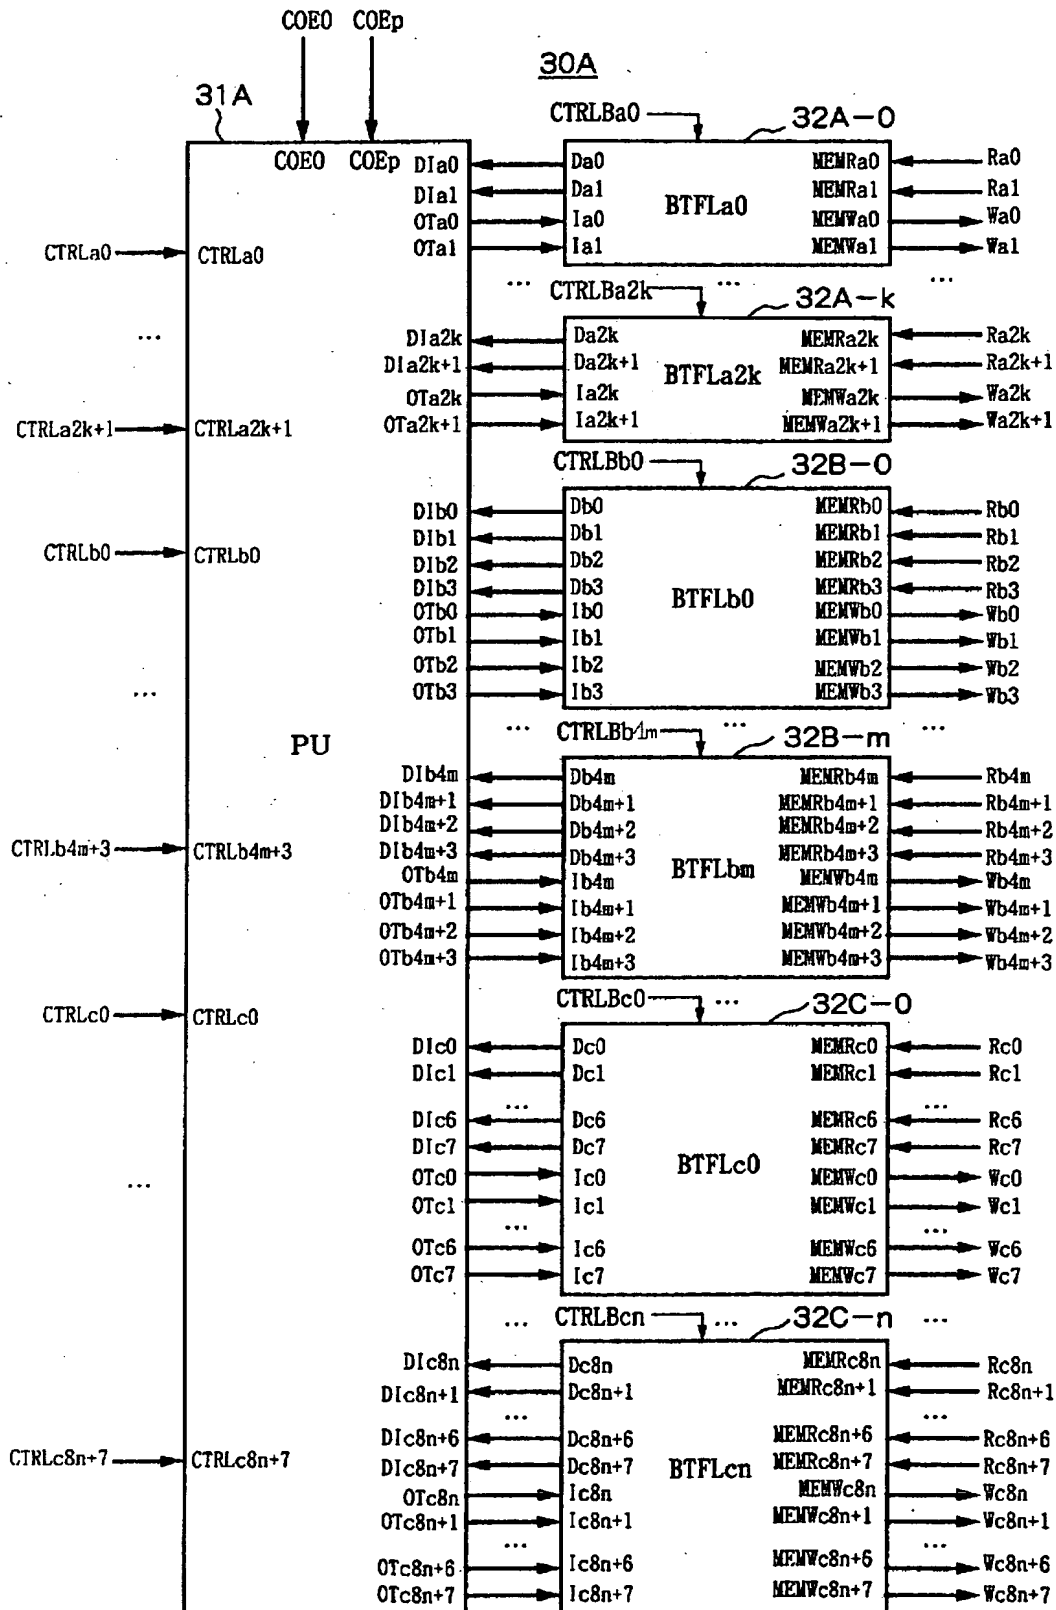 COE0 COEp
30A
31A
CTRLBa0 32A-0
COE0 COEp
DIa0 Da0 MEMRa0 Ra0
DIa1 Da1 MEMRa1 Ra1
BTFLa0
OTa0 Ia0 MEMWa0 Wa0
OTa1 Ia1 MEMWa1 Wa1
CTRLa0 CTRLa0
... ... ...
CTRLBa2k 32A-k
...
DIa2k Da2k MEMRa2k Ra2k
DIa2k+1 Da2k+1 MEMRa2k+1 Ra2k+1
BTFLa2k
OTa2k Ia2k MEMWa2k Wa2k
OTa2k+1 Ia2k+1 MEMWa2k+1 Wa2k+1
CTRLa2k+1 CTRLa2k+1
CTRLBb0 32B-0
DIb0 Db0 MEMRb0 Rb0
DIb1 Db1 MEMRb1 Rb1
CTRLb0 CTRLb0
DIb2 Db2 MEMRb2 Rb2
DIb3 Db3 MEMRb3 Rb3
BTFLb0
OTb0 Ib0 MEMWb0 Wb0
OTb1 Ib1 MEMWb1 Wb1
OTb2 Ib2 MEMWb2 Wb2
OTb3 Ib3 MEMWb3 Wb3
...
... ... ...
CTRLBb4m 32B-m
PU
DIb4m Db4m MEMRb4m Rb4m
DIb4m+1 Db4m+1 MEMRb4m+1 Rb4m+1
DIb4m+2 Db4m+2 MEMRb4m+2 Rb4m+2
CTRLb4m+3 CTRLb4m+3
DIb4m+3 Db4m+3 MEMRb4m+3 Rb4m+3
BTFLbm
OTb4m Ib4m MEMWb4m Wb4m
OTb4m+1 Ib4m+1 MEMWb4m+1 Wb4m+1
OTb4m+2 Ib4m+2 MEMWb4m+2 Wb4m+2
OTb4m+3 Ib4m+3 MEMWb4m+3 Wb4m+3
CTRLBc0 ... 32C-0
CTRLc0 CTRLc0
DIc0 Dc0 MEMRc0 Rc0
DIc1 Dc1 MEMRc1 Rc1
... ... ...
DIc6 Dc6 MEMRc6 Rc6
DIc7 Dc7 MEMRc7 Rc7
BTFLc0
OTc0 Ic0 MEMWc0 Wc0
...
OTc1 Ic1 MEMWc1 Wc1
... ... ...
OTc6 Ic6 MEMWc6 Wc6
OTc7 Ic7 MEMWc7 Wc7
... CTRLBcn ... 32C-n ...
DIc8n Dc8n MEMRc8n Rc8n
DIc8n+1 Dc8n+1 MEMRc8n+1 Rc8n+1
... ...
DIc8n+6 Dc8n+6 MEMRc8n+6 Rc8n+6
CTRLc8n+7 CTRLc8n+7
DIc8n+7 Dc8n+7 MEMRc8n+7 Rc8n+7
BTFLcn
OTc8n Ic8n MEMWc8n Wc8n
OTc8n+1 Ic8n+1 MEMWc8n+1 Wc8n+1
... ... ...
OTc8n+6 Ic8n+6 MEMWc8n+6 Wc8n+6
OTc8n+7 Ic8n+7 MEMWc8n+7 Wc8n+7